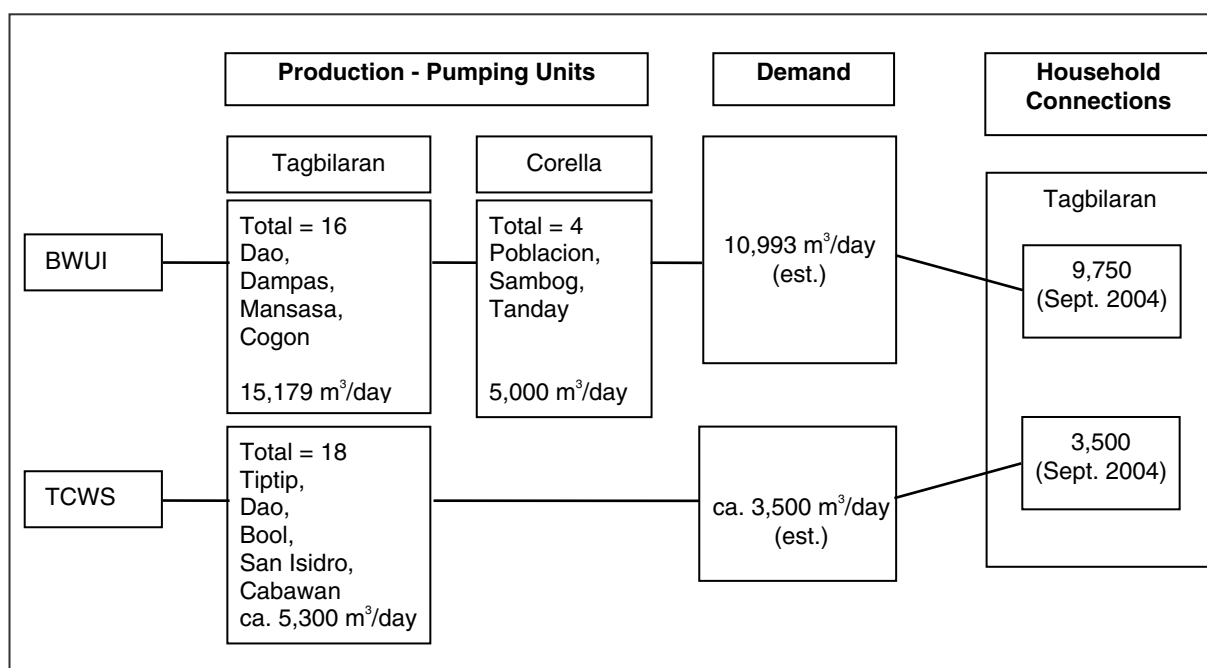 Production - Pumping Units
Demand
Household
Connections
Tagbilaran
Corella
Tagbilaran
BWUI
Total = 16
Dao,
Dampas,
Mansasa,
Cogon
15,179 m³/day
Total = 4
Poblacion,
Sambog,
Tanday
5,000 m³/day
10,993 m³/day
(est.)
9,750
(Sept. 2004)
TCWS
Total = 18
Tiptip,
Dao,
Bool,
San Isidro,
Cabawan
ca. 5,300 m³/day
ca. 3,500 m³/day
(est.)
3,500
(Sept. 2004)